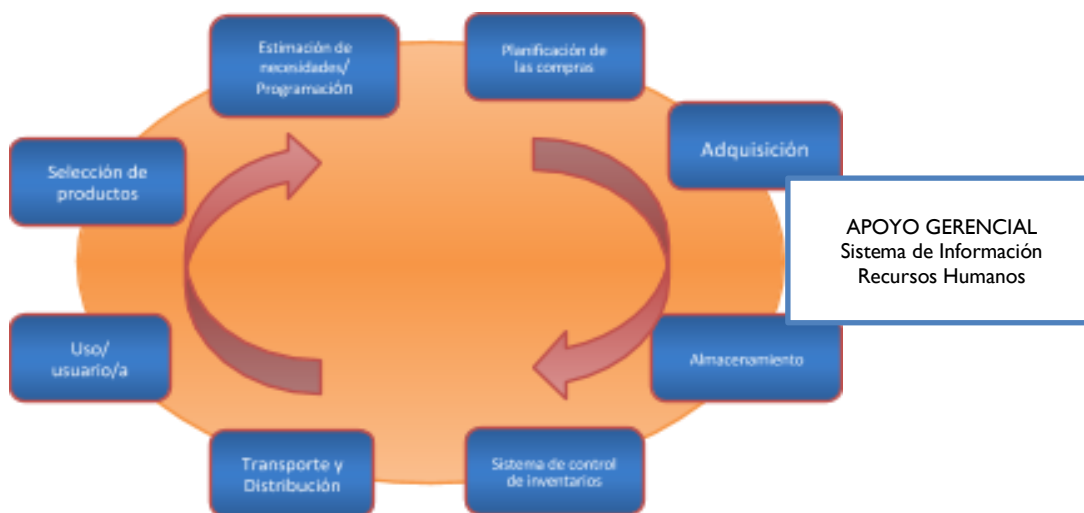 Estimación de
necesidades/
Programación
Planificación de
las compras
Adquisición
Selección de
productos
APOYO GERENCIAL
Sistema de Información
Recursos Humanos
Uso/
usuario/a
Almacenamiento
Transporte y
Distribución
Sistema de control
de inventarios